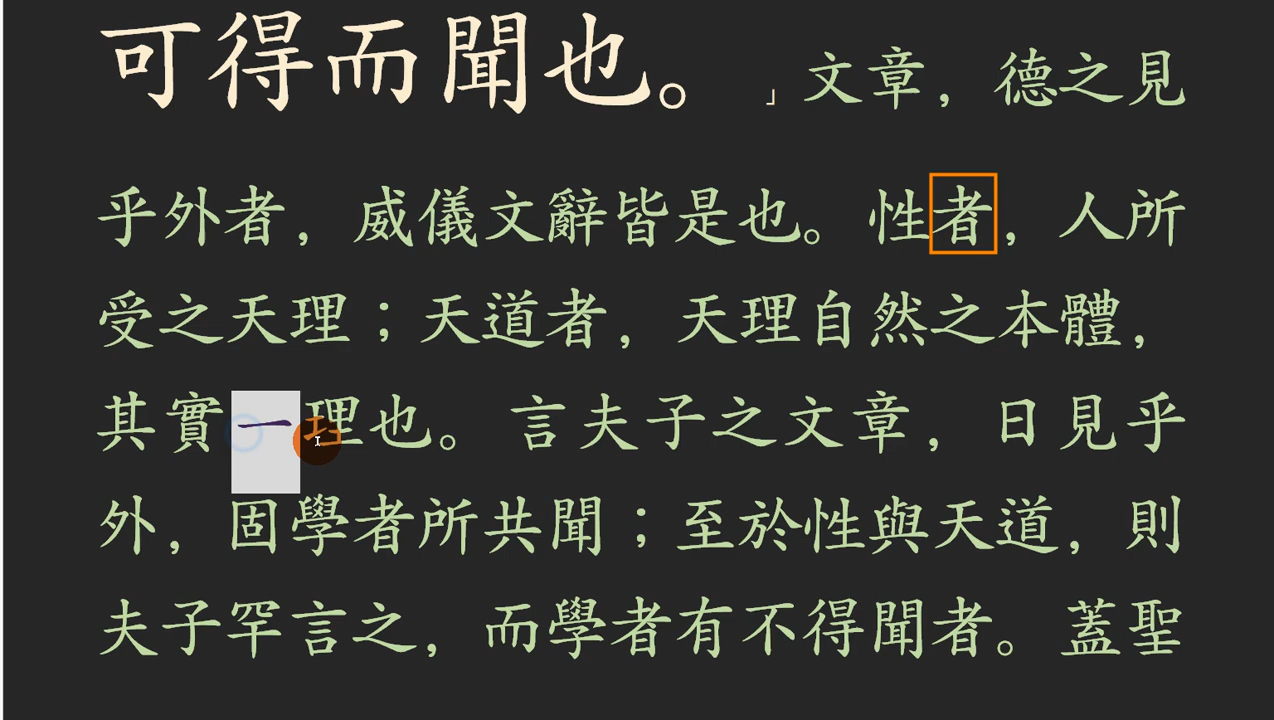 可得而聞也。」文章，德之見
乎外者，威儀文辭皆是也。性者，人所
受之天理；天道者，天理自然之本體，
其實一理也。言夫子之文章，日見乎
外，固學者所共聞；至於性與天道，則
夫子罕言之，而學者有不得聞者。蓋聖